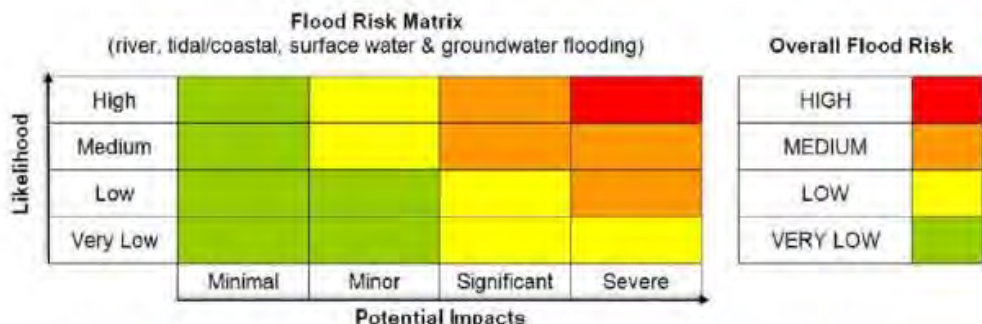 Flood Risk Matrix
(river, tidal/coastal, surface water & groundwater flooding)
Overall Flood Risk
Likelihood
High
Medium
Low
Very Low
Minimal Minor Significant Severe
Potential Impacts
HIGH
MEDIUM
LOW
VERY LOW